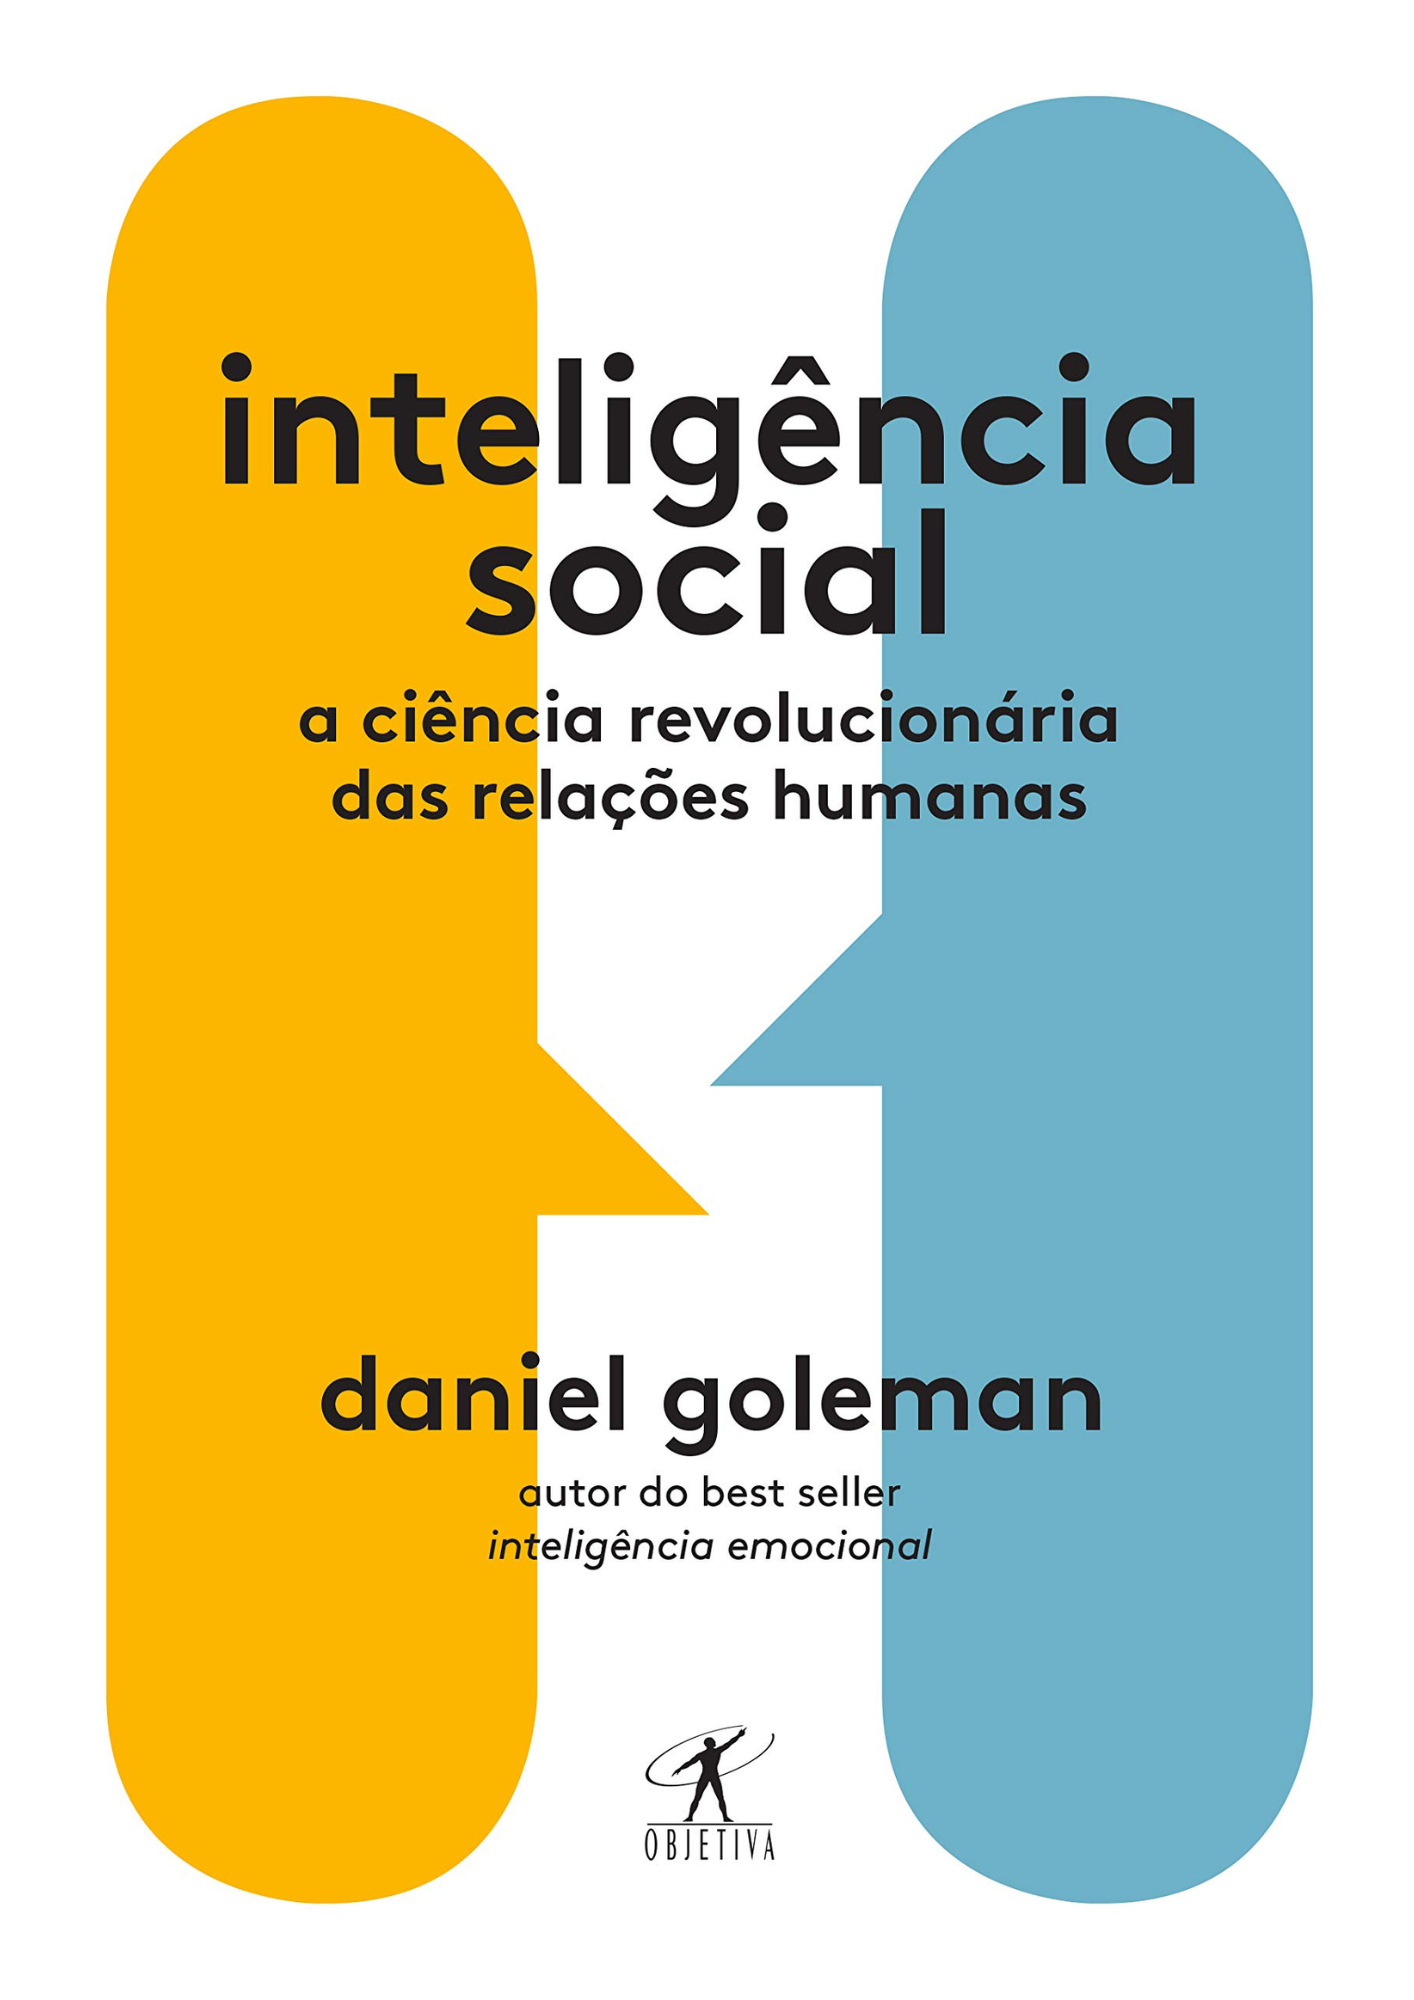 inteligência
social
a ciência revolucionária
das relações humanas
daniel goleman
autor do best seller
inteligência emocional
OBJETIVA